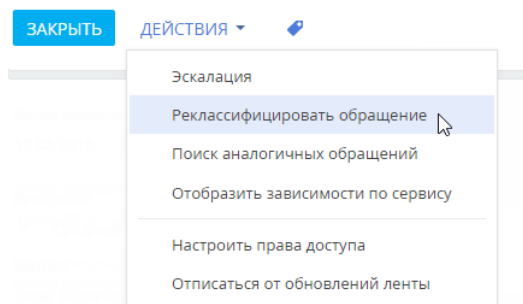 ЗАКРЫТЬ ДЕЙСТВИЯ
Эскалация
Реклассифицировать обращение
Поиск аналогичных обращений
Отобразить зависимости по сервису
Настроить права доступа
Отписаться от обновлений ленты